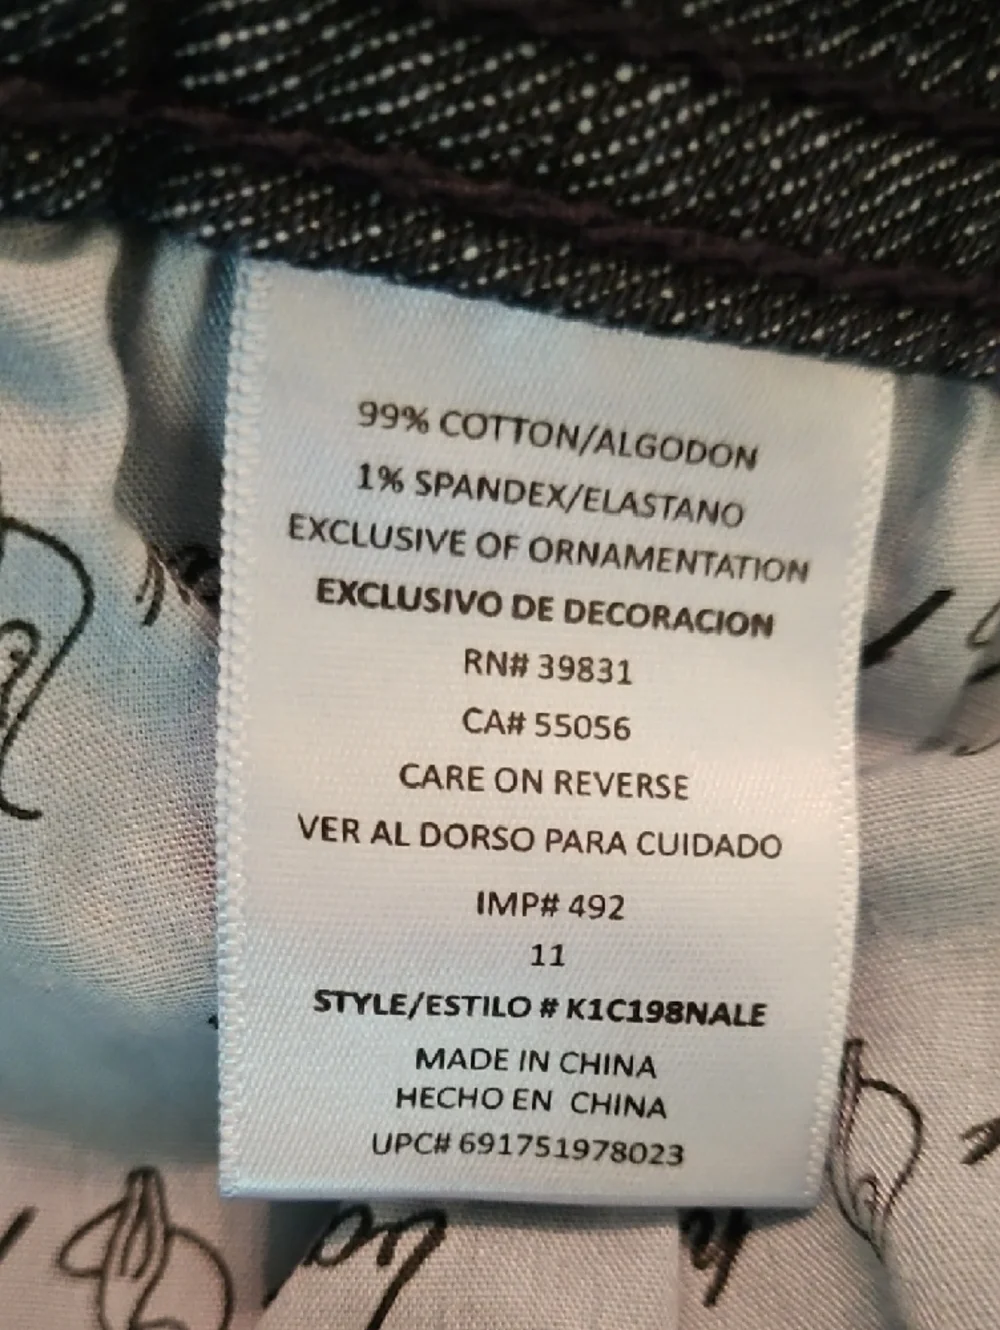 99% COTTON/ALGODON
1% SPANDEX/ELASTANO
EXCLUSIVE OF ORNAMENTATION
EXCLUSIVO DE DECORACION
RN# 39831
CA# 55056
CARE ON REVERSE
VER AL DORSO PARA CUIDADO
IMP# 492
11
STYLE/ESTILO # K1C198NALE
MADE IN CHINA
HECHO EN CHINA
UPC# 691751978023